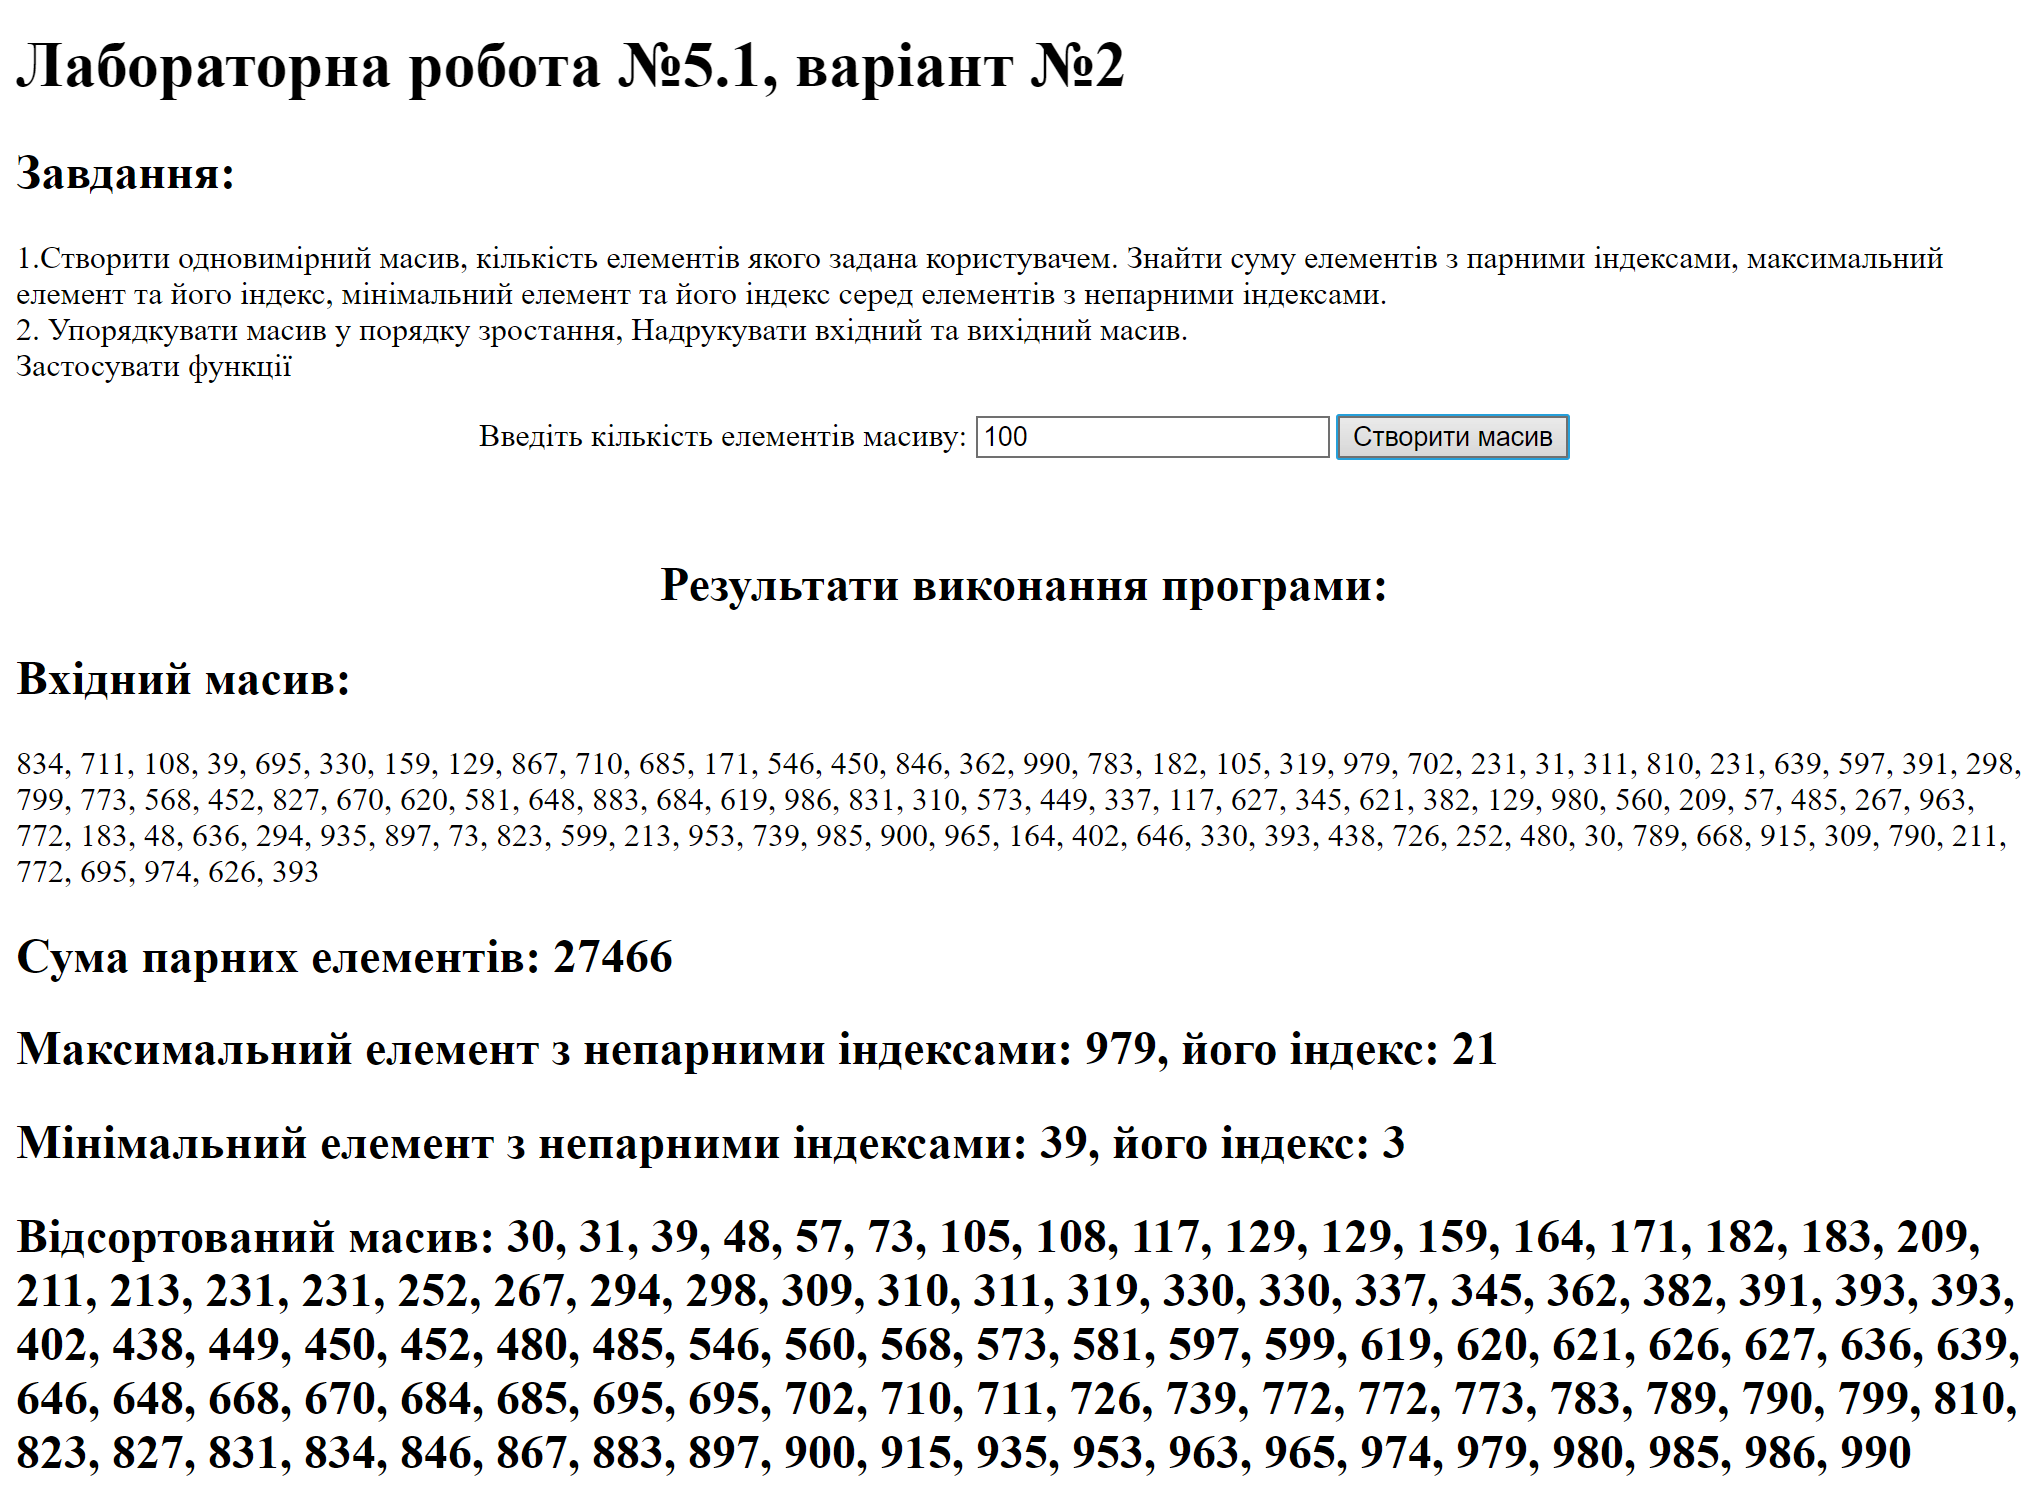 Лабораторна робота №5.1, варіант №2
Завдання:
1.Створити одновимірний масив, кількість елементів якого задана користувачем. Знайти суму елементів з парними індексами, максимальний
елемент та його індекс, мінімальний елемент та його індекс серед елементів з непарними індексами.
2. Упорядкувати масив у порядку зростання, Надрукувати вхідний та вихідний масив.
Застосувати функції
Введіть кількість елементів масиву: 100 Створити масив
Результати виконання програми:
Вхідний масив:
834, 711, 108, 39, 695, 330, 159, 129, 867, 710, 685, 171, 546, 450, 846, 362, 990, 783, 182, 105, 319, 979, 702, 231, 31, 311, 810, 231, 639, 597, 391, 298,
799, 773, 568, 452, 827, 670, 620, 581, 648, 883, 684, 619, 986, 831, 310, 573, 449, 337, 117, 627, 345, 621, 382, 129, 980, 560, 209, 57, 485, 267, 963,
772, 183, 48, 636, 294, 935, 897, 73, 823, 599, 213, 953, 739, 985, 900, 965, 164, 402, 646, 330, 393, 438, 726, 252, 480, 30, 789, 668, 915, 309, 790, 211,
772, 695, 974, 626, 393
Сума парних елементів: 27466
Максимальний елемент з непарними індексами: 979, його індекс: 21
Мінімальний елемент з непарними індексами: 39, його індекс: 3
Відсортований масив: 30, 31, 39, 48, 57, 73, 105, 108, 117, 129, 129, 159, 164, 171, 182, 183, 209,
211, 213, 231, 231, 252, 267, 294, 298, 309, 310, 311, 319, 330, 330, 337, 345, 362, 382, 391, 393, 393,
402, 438, 449, 450, 452, 480, 485, 546, 560, 568, 573, 581, 597, 599, 619, 620, 621, 626, 627, 636, 639,
646, 648, 668, 670, 684, 685, 695, 695, 702, 710, 711, 726, 739, 772, 772, 773, 783, 789, 790, 799, 810,
823, 827, 831, 834, 846, 867, 883, 897, 900, 915, 935, 953, 963, 965, 974, 979, 980, 985, 986, 990